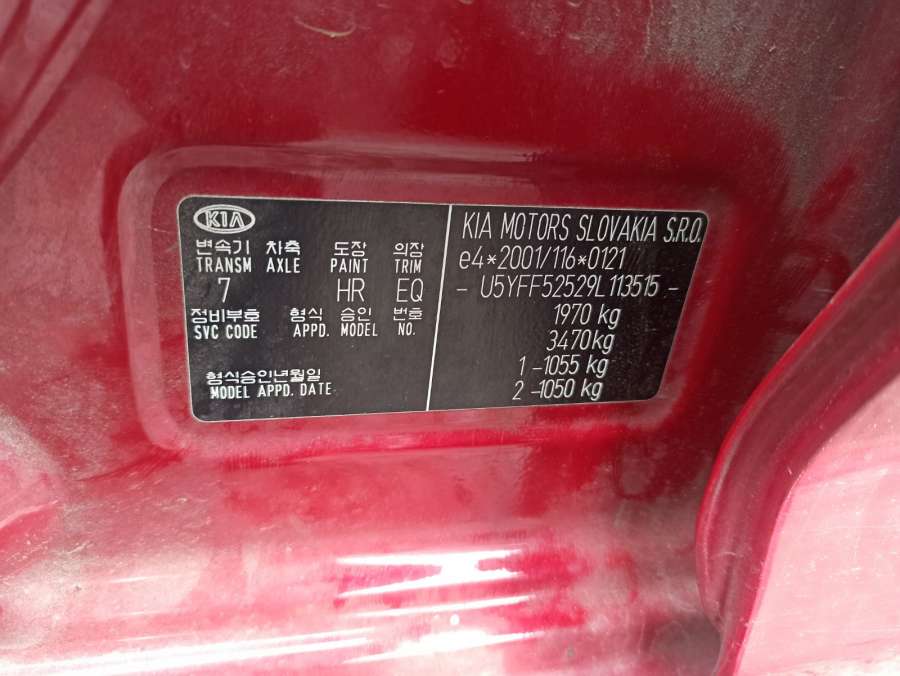 KIA
변속기 차축 도장 의장
TRANSM AXLE PAINT TRIM
7 HR EQ
정비부호 형식 승인 번호
SVC CODE APPD. MODEL NO.
형식승인년월일
MODEL APPD. DATE
KIA MOTORS SLOVAKIA S.R.O.
e4*2001/116*0121
- U5YFF52529L113515 -
1970 kg
3470 kg
1 -1055 kg
2 -1050 kg